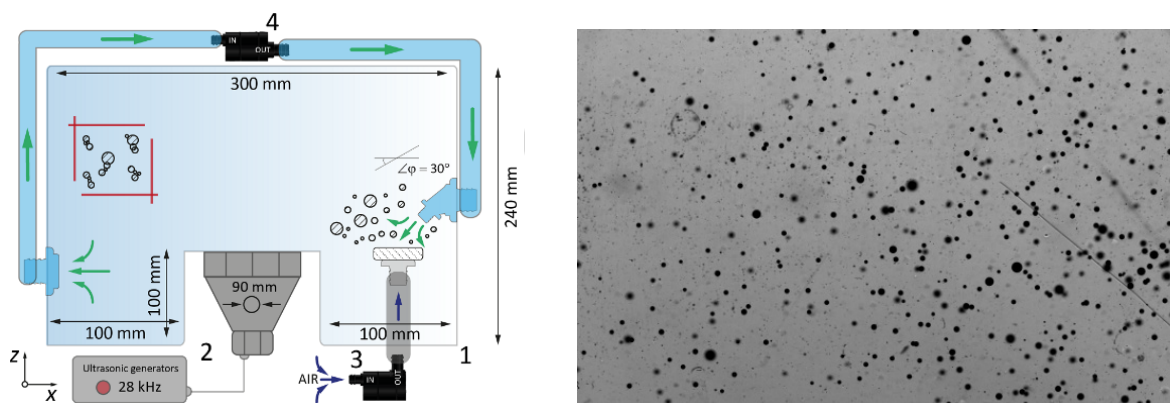 4
IN
OUT
300 mm
∠φ = 30°
240 mm
100 mm
90 mm
100 mm
100 mm
2
3
1
z
x
Ultrasonic generators
28 kHz
AIR
IN
OUT